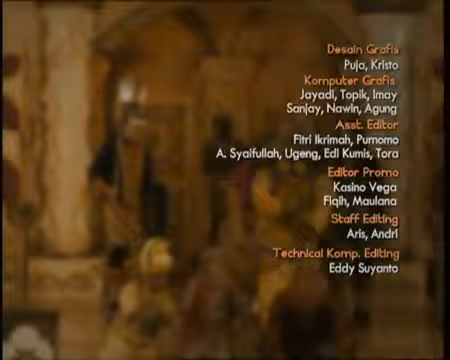 Desain Grafis
Puja, Kristo
Komputer Grafis
Jayadi, Topik, Imay
Sanjay, Nawin, Agung
Asst. Editor
Fitri Ikrimah, Purnomo
A. Syaifullah, Ugeng, Edi Kumis, Tora
Editor Promo
Kasino Vega
Fiqih, Maulana
Staff Editing
Aris, Andri
Technical Komp. Editing
Eddy Suyanto